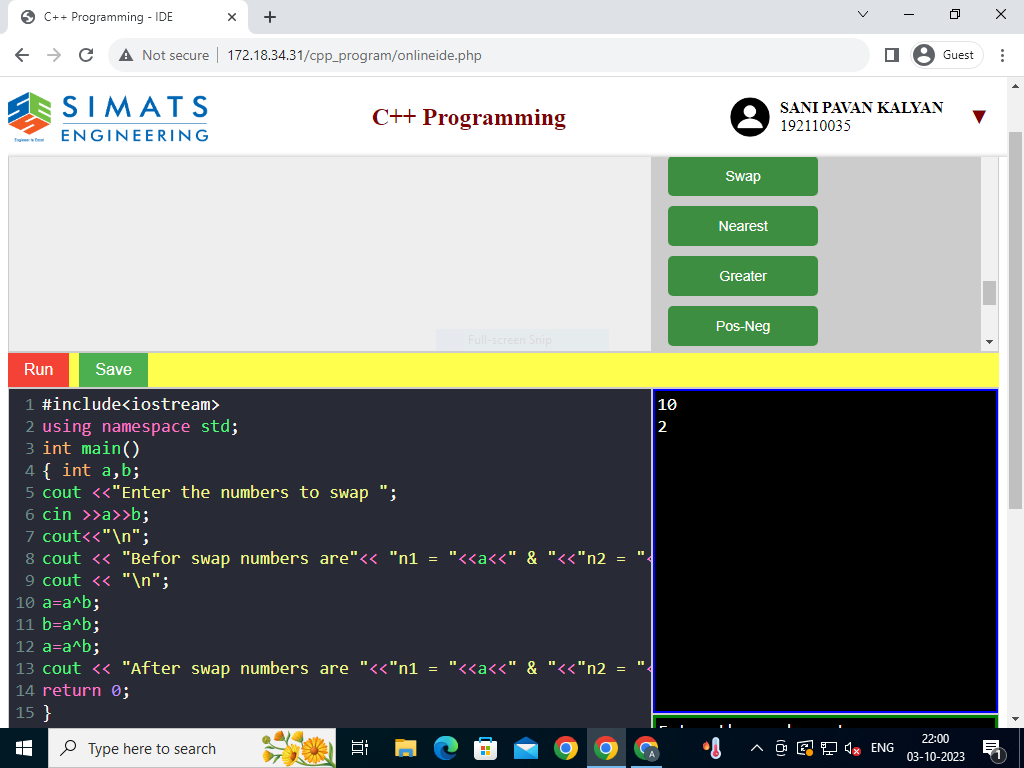 C++ Programming - IDE
Not secure
172.18.34.31/cpp_program/onlineide.php
Guest
SIMATS
ENGINEERING
C++ Programming
SANI PAVAN KALYAN
192110035
Swap
Nearest
Greater
Pos-Neg
Full-screen Snip
Run
Save
1 #include<iostream>
2 using namespace std;
3 int main()
4 { int a,b;
5 cout <<"Enter the numbers to swap ";
6 cin >>a>>b;
7 cout<<"\n";
8 cout << "Befor swap numbers are"<< "n1 = "<<a<<" & "<<"n2 = "<
9 cout << "\n";
10 a=a^b;
11 b=a^b;
12 a=a^b;
13 cout << "After swap numbers are "<<"n1 = "<<a<<" & "<<"n2 = "<
14 return 0;
15 }
10
2
Type here to search
ENG
22:00
03-10-2023
1